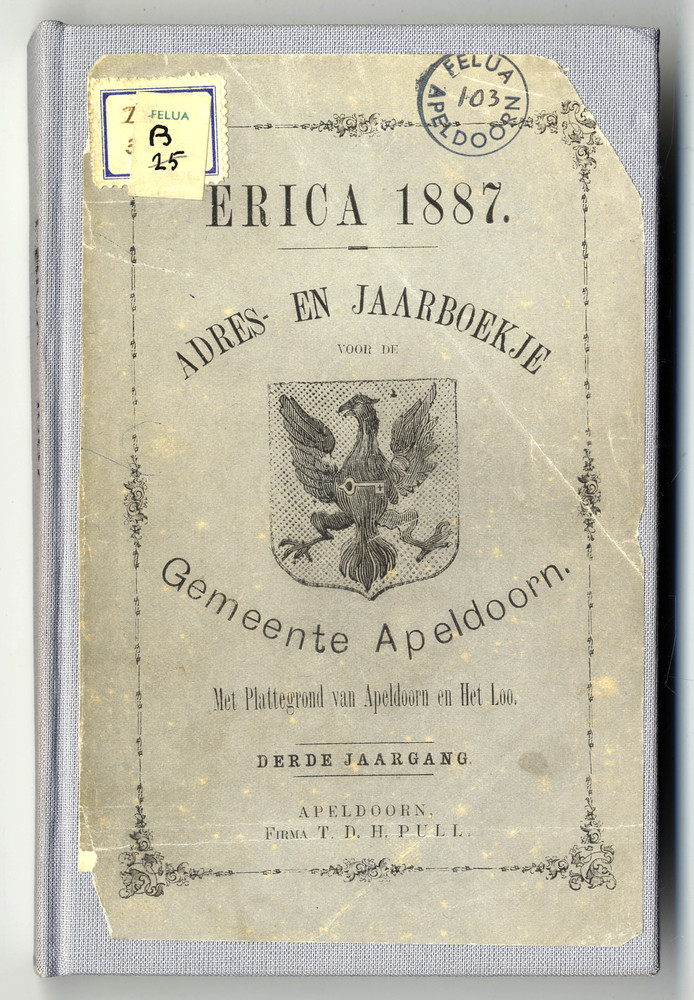 FELUA
B
25
FELUA
103
APELDOORN
ERICA 1887.
ADRES- EN JAARBOEKJE
VOOR DE
Gemeente Apeldoorn.
Met Plattegrond van Apeldoorn en Het Loo.
DERDE JAARGANG.
APELDOORN,
FIRMA T. D. H. PULL.